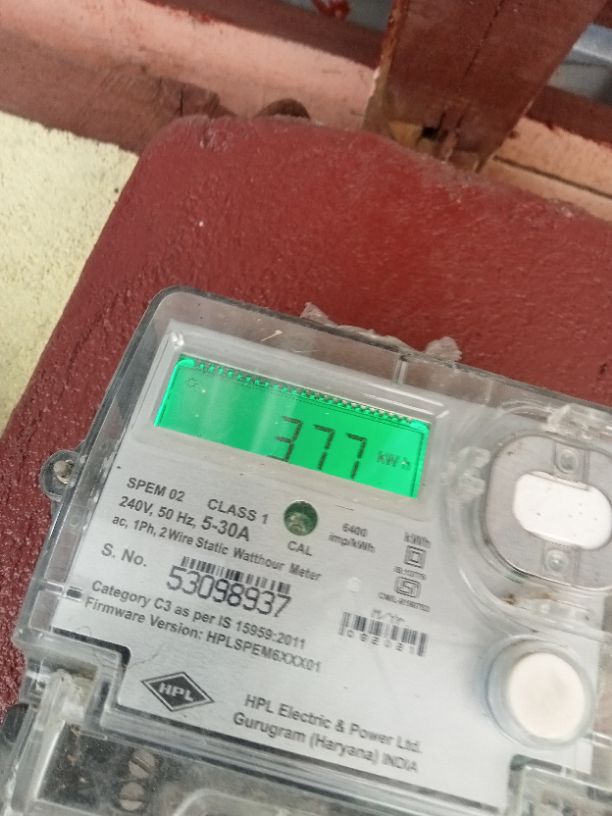 377 kWh
SPEM 02 CLASS 1
240V, 50 Hz, 5-30A
CAL
6400
imp/kWh
kWh
ac, 1Ph, 2Wire Static Watthour Meter
S. No.
53098937
Category C3 as per IS 15959:2011
Firmware Version: HPLSPEM6XXX01
HPL
HPL Electric & Power Ltd.
Gurugram (Haryana) INDIA